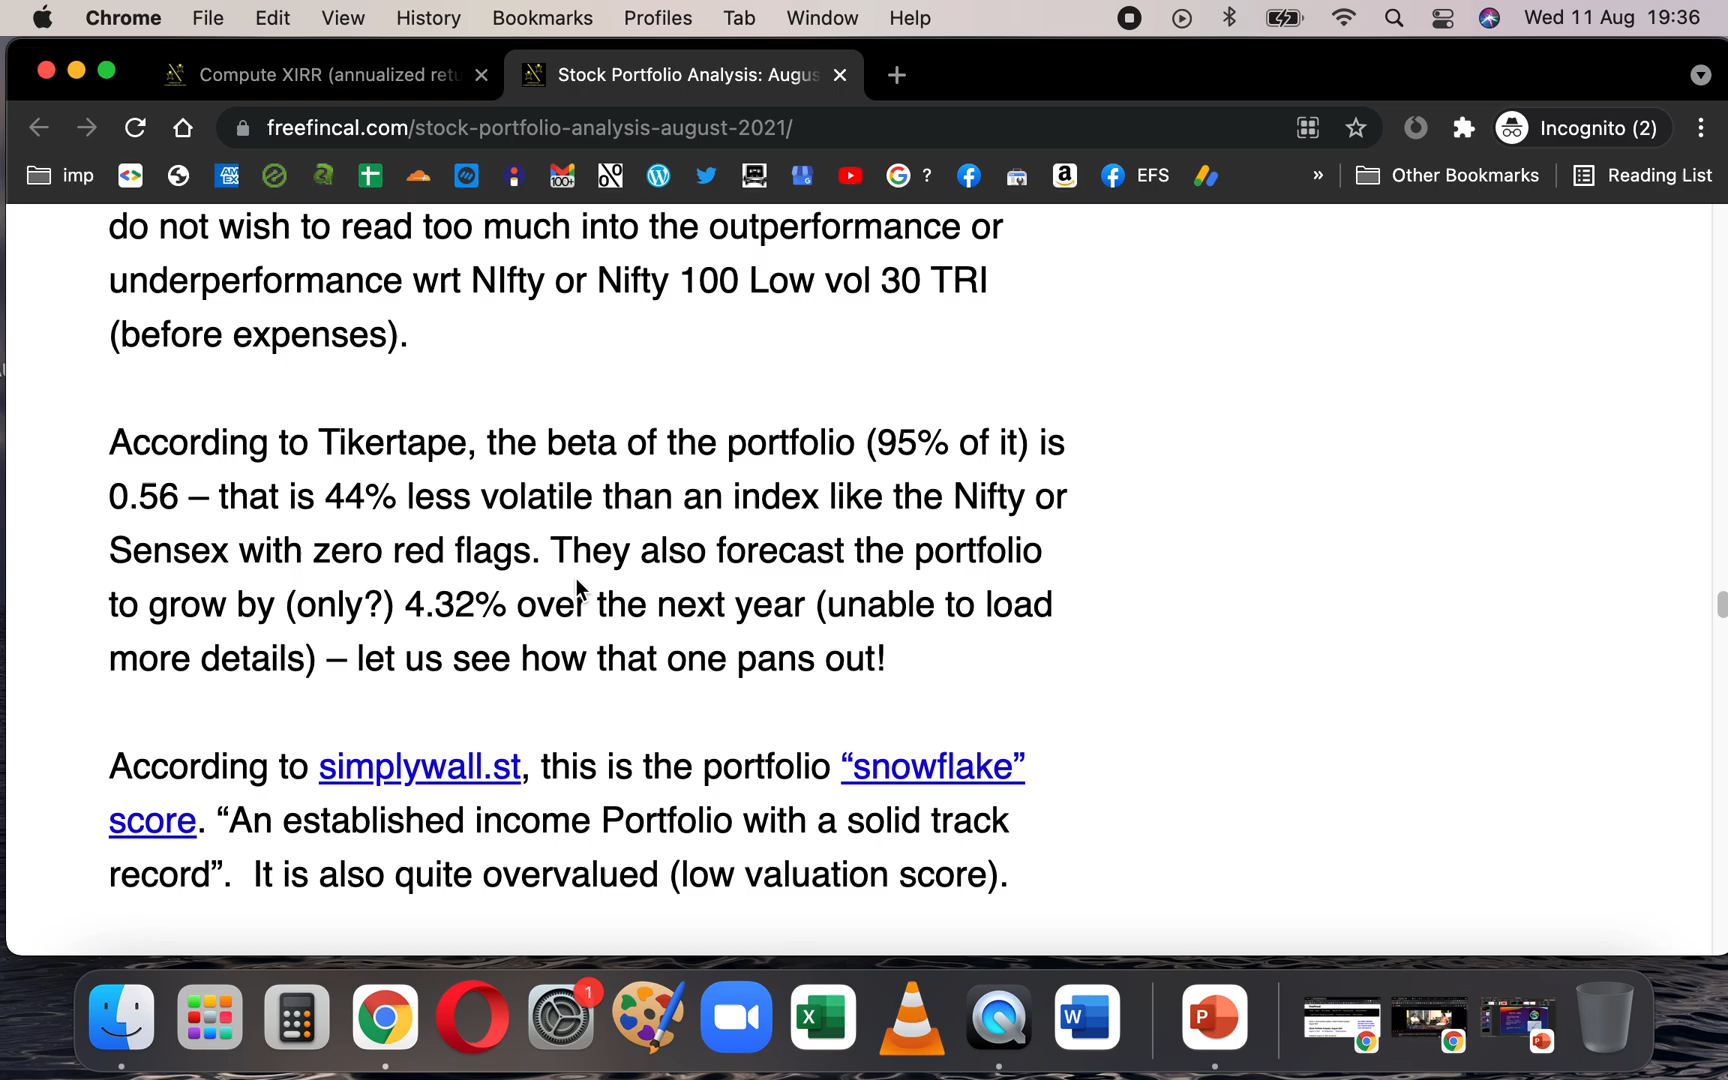 Chrome File Edit View History Bookmarks Profiles Tab Window Help Wed 11 Aug 19:36
Compute XIRR (annualized retu Stock Portfolio Analysis: Augus
freefincal.com/stock-portfolio-analysis-august-2021/ Incognito (2)
imp AM EX 100+ ? EFS » Other Bookmarks Reading List
do not wish to read too much into the outperformance or
underperformance wrt NIfty or Nifty 100 Low vol 30 TRI
(before expenses).
According to Tikertape, the beta of the portfolio (95% of it) is
0.56 – that is 44% less volatile than an index like the Nifty or
Sensex with zero red flags. They also forecast the portfolio
to grow by (only?) 4.32% over the next year (unable to load
more details) – let us see how that one pans out!
According to simplywall.st, this is the portfolio “snowflake”
score. “An established income Portfolio with a solid track
record”. It is also quite overvalued (low valuation score).
1
X W P